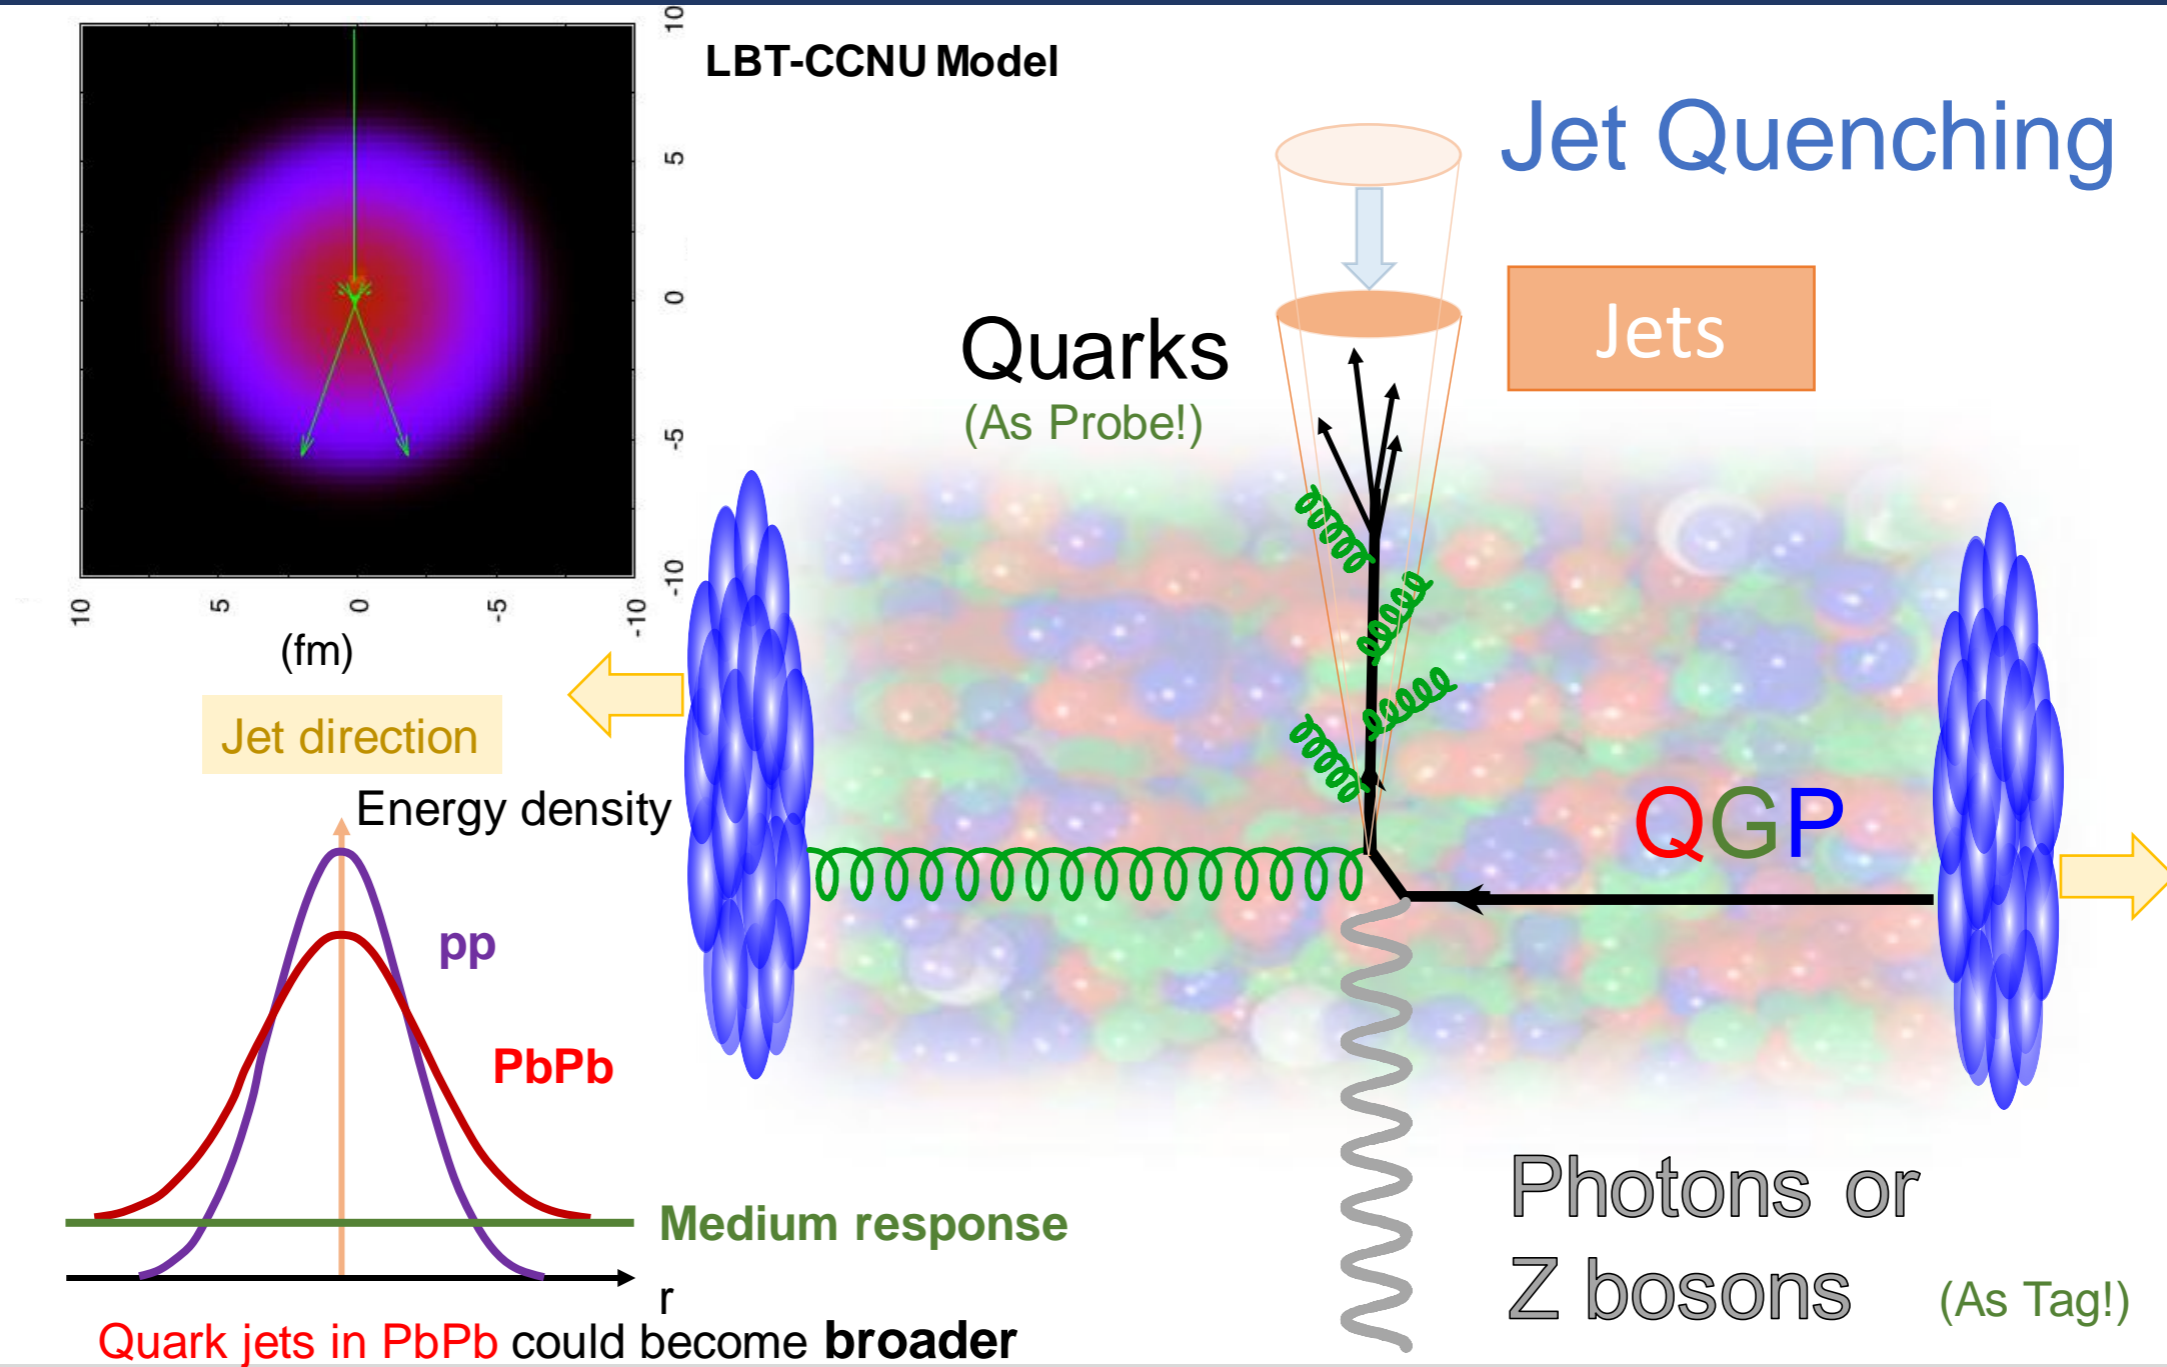 LBT-CCNU Model
10
5
0
-5
-10
10
5
0
-5
-10
(fm)
Jet Quenching
Jets
Quarks
(As Probe!)
Jet direction
Energy density
pp
PbPb
QGP
Medium response
r
Photons or
Z bosons (As Tag!)
Quark jets in PbPb could become broader